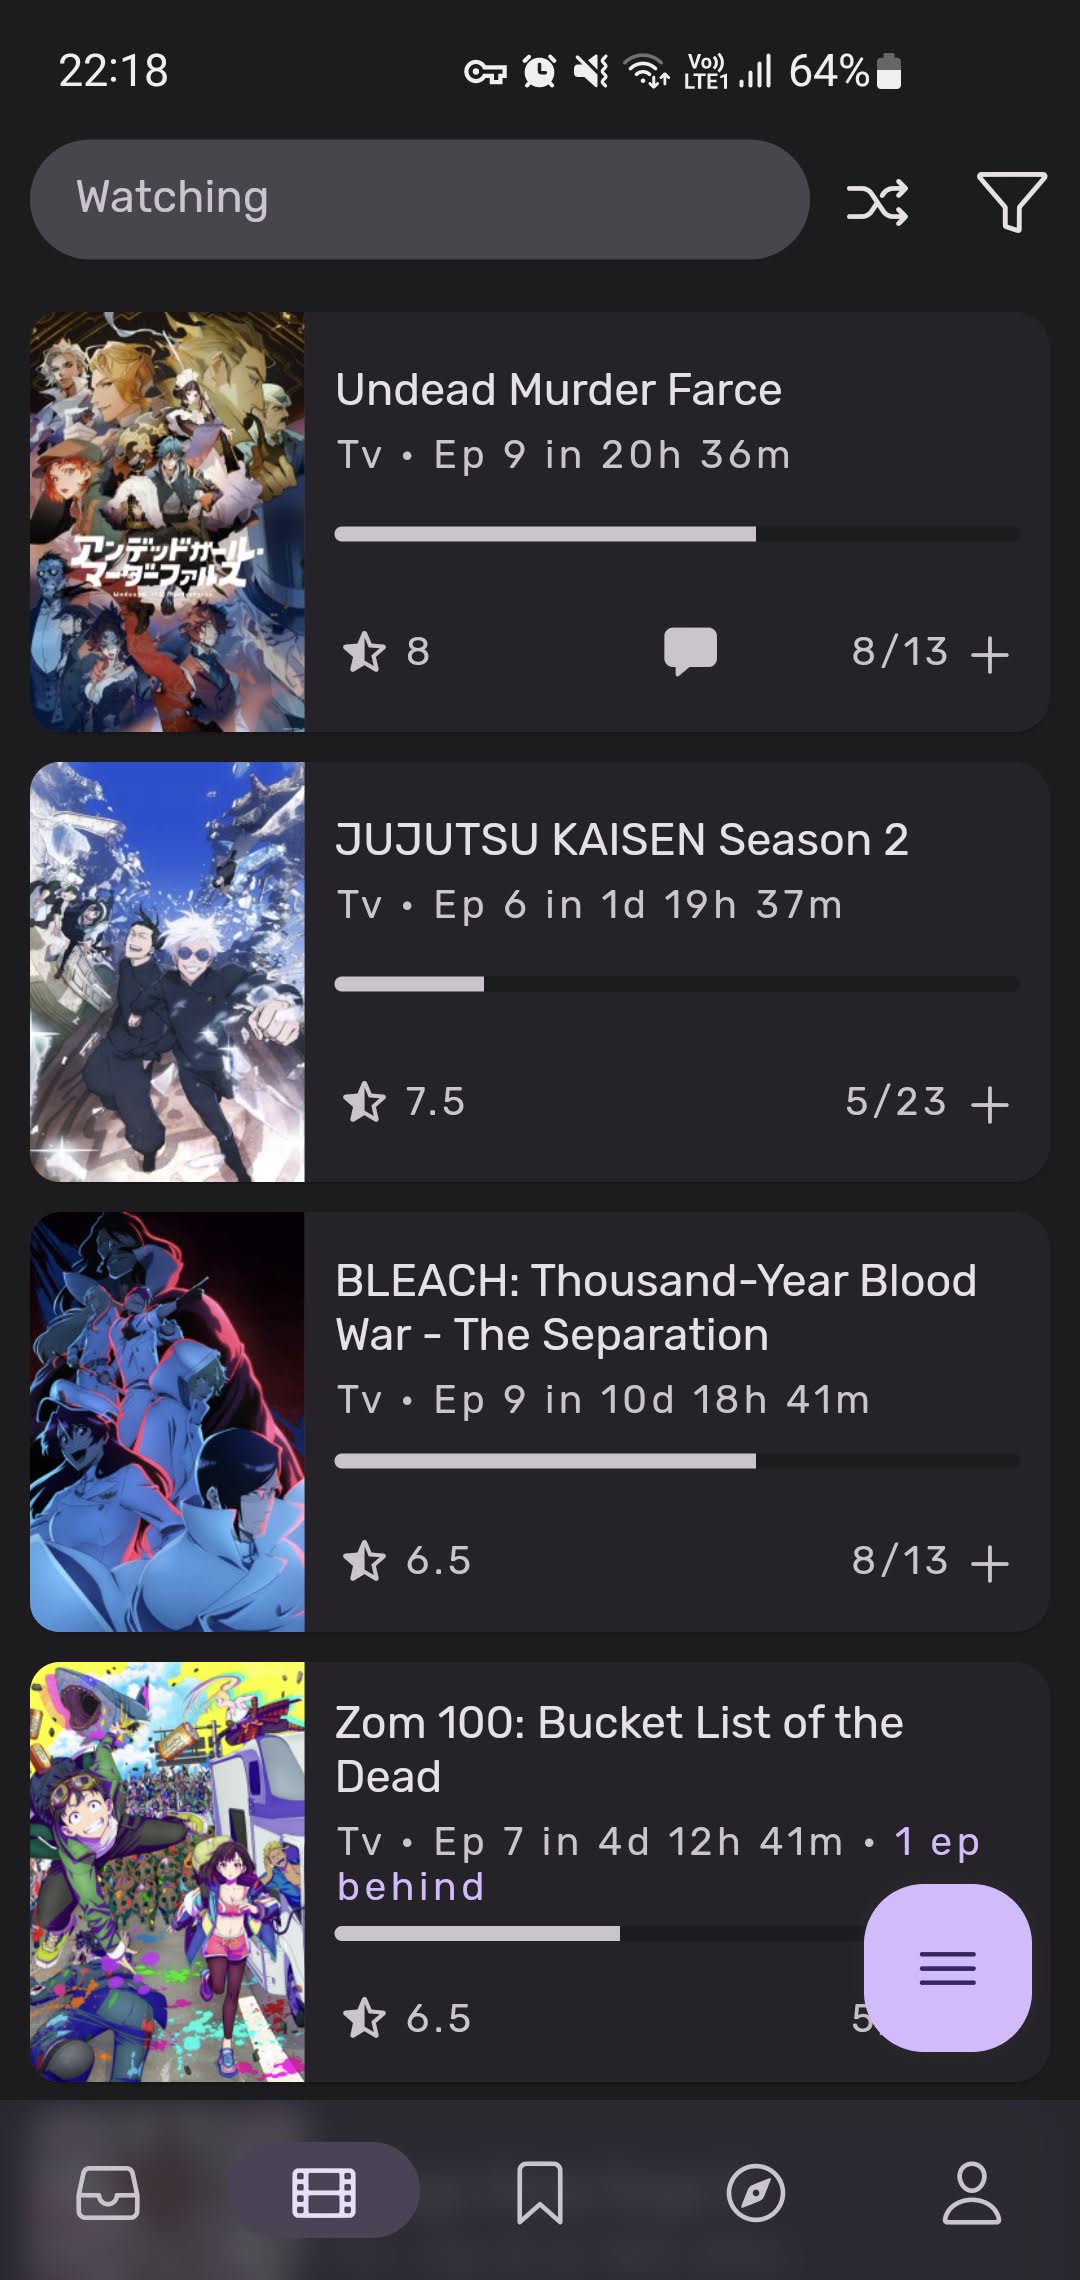 22:18
Vo))
LTE1
64%
Watching
Undead Murder Farce
Tv • Ep 9 in 20h 36m
アンデッドガール・
マーダーファルス
8
8/13
JUJUTSU KAISEN Season 2
Tv • Ep 6 in 1d 19h 37m
7.5
5/23
BLEACH: Thousand-Year Blood
War - The Separation
Tv • Ep 9 in 10d 18h 41m
6.5
8/13
Zom 100: Bucket List of the
Dead
Tv • Ep 7 in 4d 12h 41m • 1 ep
behind
6.5
5